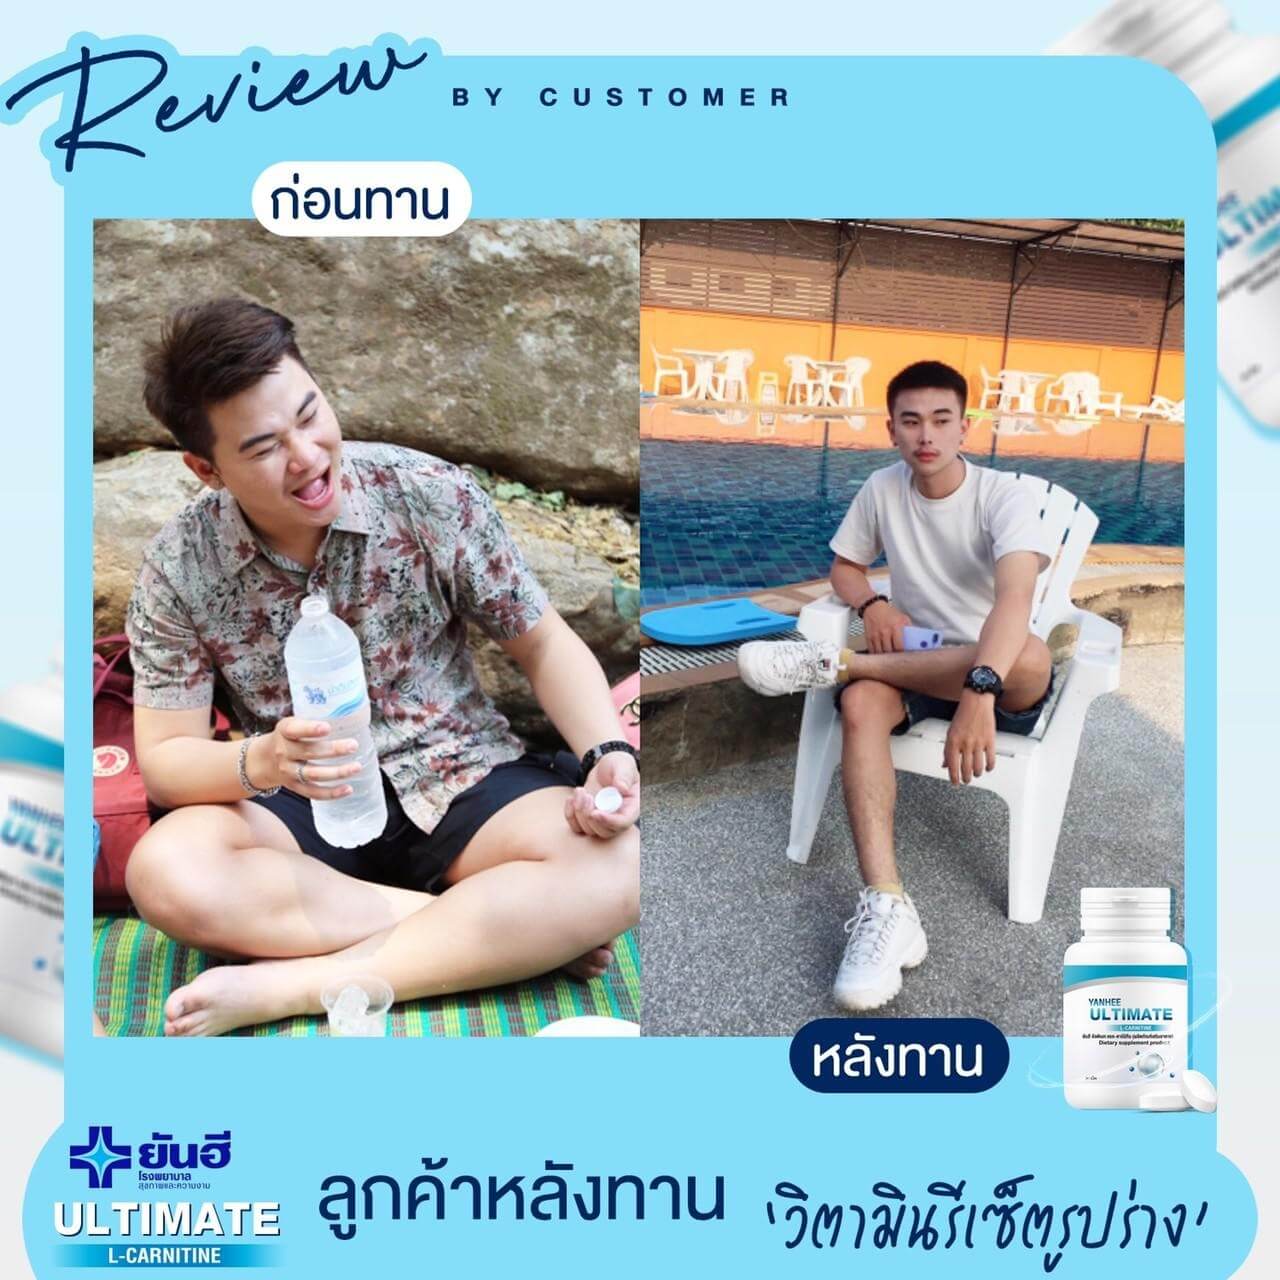 Review
BY CUSTOMER
ก่อนทาน
หลังทาน
YANHEE
ULTIMATE
L-CARNITINE
Dietary supplement product
ยันฮี
โรงพยาบาล
สุขภาพและความงาม
ULTIMATE
L-CARNITINE
ลูกค้าหลังทาน
'วิตามินรีเซ็ตรูปร่าง'